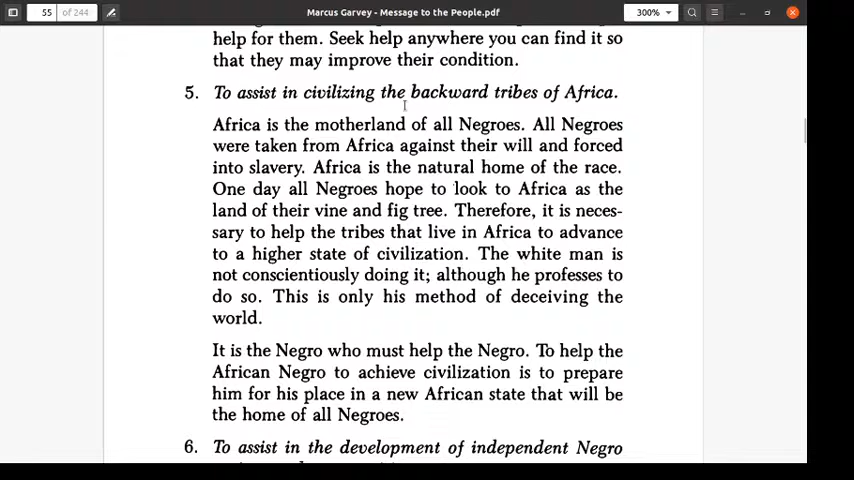 55 of 244
Marcus Garvey - Message to the People.pdf
300%
help for them. Seek help anywhere you can find it so
that they may improve their condition.
5. To assist in civilizing the backward tribes of Africa.
Africa is the motherland of all Negroes. All Negroes
were taken from Africa against their will and forced
into slavery. Africa is the natural home of the race.
One day all Negroes hope to look to Africa as the
land of their vine and fig tree. Therefore, it is neces-
sary to help the tribes that live in Africa to advance
to a higher state of civilization. The white man is
not conscientiously doing it; although he professes to
do so. This is only his method of deceiving the
world.
It is the Negro who must help the Negro. To help the
African Negro to achieve civilization is to prepare
him for his place in a new African state that will be
the home of all Negroes.
6. To assist in the development of independent Negro